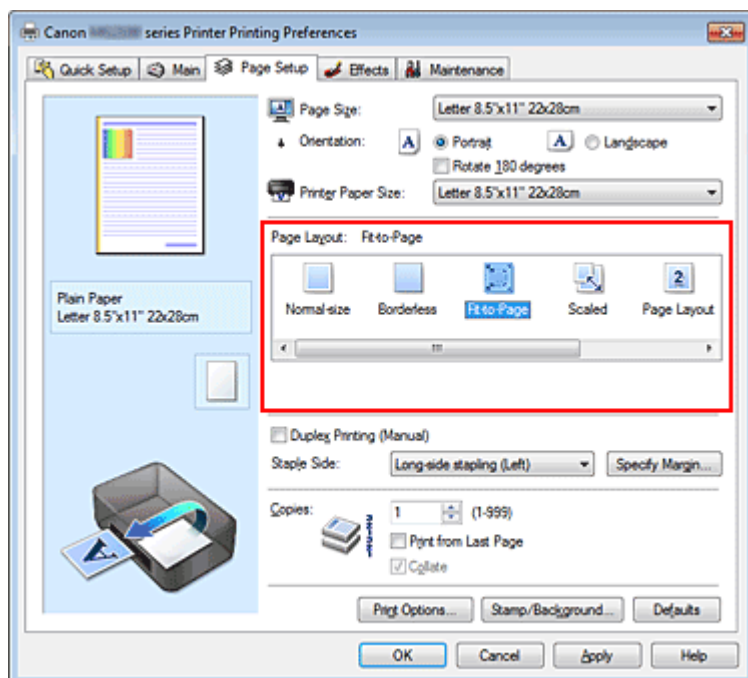 Canon series Printer Printing Preferences
Quick Setup Main Page Setup Effects Maintenance
Page Size: Letter 8.5"x11" 22x28cm
Orientation: A Portrait A Landscape
Rotate 180 degrees
Printer Paper Size: Letter 8.5"x11" 22x28cm
Page Layout: Fit-to-Page
Normal-size Borderless Fit-to-Page Scaled 2 Page Layout
Plain Paper
Letter 8.5"x11" 22x28cm
Duplex Printing (Manual)
Staple Side: Long-side stapling (Left) Specify Margin...
Copies: 1 (1-999)
Print from Last Page
Collate
A
Print Options... Stamp/Background... Defaults
OK Cancel Apply Help